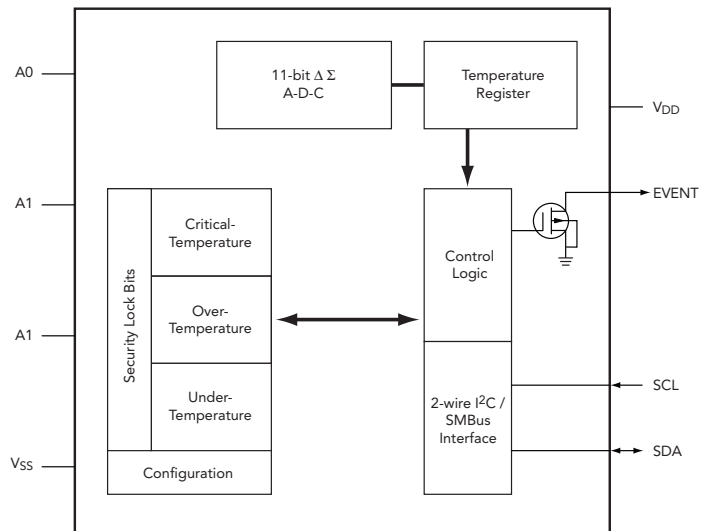 A0
A1
A1
VSS
11-bit Δ Σ
A-D-C
Temperature
Register
VDD
EVENT
SCL
SDA
Security Lock Bits
Critical-
Temperature
Over-
Temperature
Under-
Temperature
Configuration
Control
Logic
2-wire I2C /
SMBus
Interface